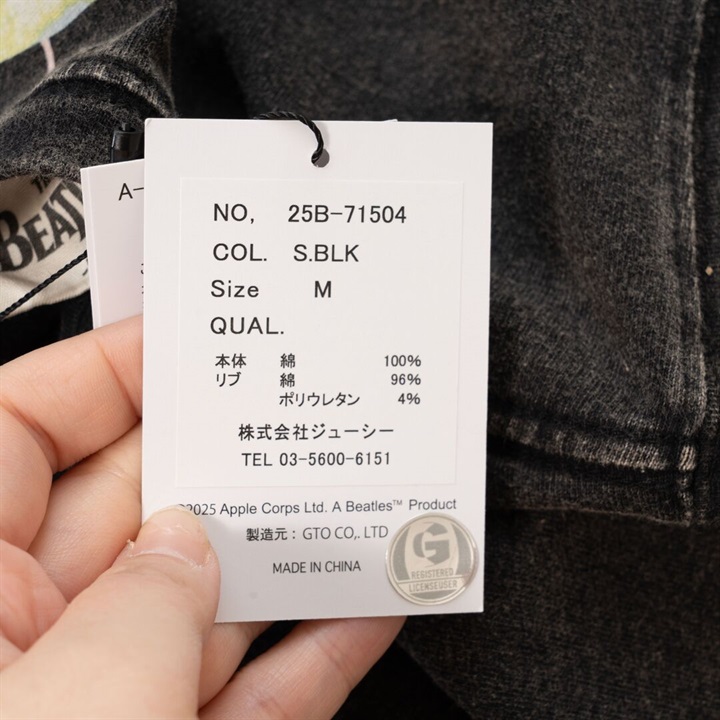 NO, 25B-71504
COL. S.BLK
Size M
QUAL.
本体 綿 100%
リブ 綿 96%
ポリウレタン 4%
株式会社ジューシー
TEL 03-5600-6151
©2025 Apple Corps Ltd. A Beatles™ Product
製造元: GTO CO,. LTD
MADE IN CHINA
G
REGISTERED
LICENSEUSER